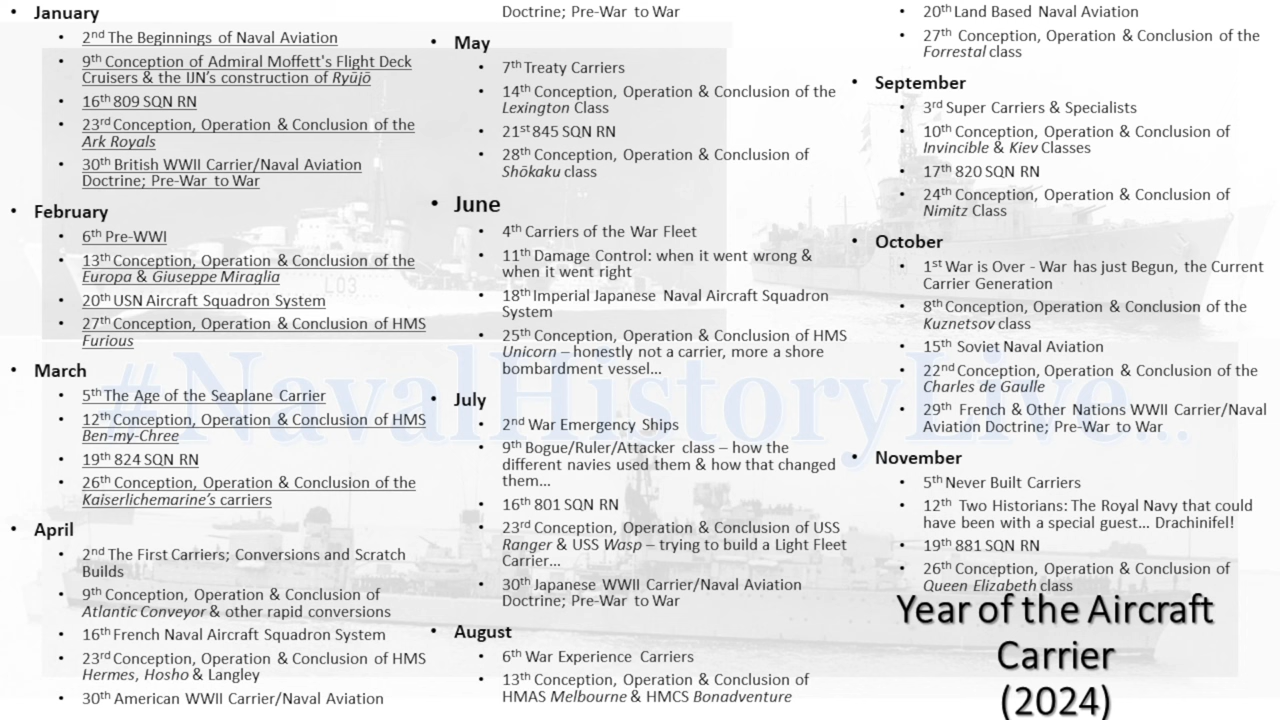 January
2nd The Beginnings of Naval Aviation
9th Conception of Admiral Moffett's Flight Deck
Cruisers & the IJN's construction of Ryūjō
16th 809 SQN RN
23rd Conception, Operation & Conclusion of the
Ark Royals
30th British WWII Carrier/Naval Aviation
Doctrine; Pre-War to War
February
6th Pre-WWI
13th Conception, Operation & Conclusion of the
Europa & Giuseppe Miraglia
20th USN Aircraft Squadron System
27th Conception, Operation & Conclusion of HMS
Furious
March
5th The Age of the Seaplane Carrier
12th Conception, Operation & Conclusion of HMS
Ben-my-Chree
19th 824 SQN RN
26th Conception, Operation & Conclusion of the
Kaiserlichemarine's carriers
April
2nd The First Carriers; Conversions and Scratch
Builds
9th Conception, Operation & Conclusion of
Atlantic Conveyor & other rapid conversions
16th French Naval Aircraft Squadron System
23rd Conception, Operation & Conclusion of HMS
Hermes, Hosho & Langley
30th American WWII Carrier/Naval Aviation
Doctrine; Pre-War to War
May
7th Treaty Carriers
14th Conception, Operation & Conclusion of the
Lexington Class
21st 845 SQN RN
28th Conception, Operation & Conclusion of
Shōkaku class
June
4th Carriers of the War Fleet
11th Damage Control: when it went wrong &
when it went right
18th Imperial Japanese Naval Aircraft Squadron
System
25th Conception, Operation & Conclusion of HMS
Unicorn – honestly not a carrier, more a shore
bombardment vessel...
July
2nd War Emergency Ships
9th Bogue/Ruler/Attacker class – how the
different navies used them & how that changed
them...
16th 801 SQN RN
23rd Conception, Operation & Conclusion of USS
Ranger & USS Wasp – trying to build a Light Fleet
Carrier...
30th Japanese WWII Carrier/Naval Aviation
Doctrine; Pre-War to War
August
6th War Experience Carriers
13th Conception, Operation & Conclusion of
HMAS Melbourne & HMCS Bonadventure
20th Land Based Naval Aviation
27th Conception, Operation & Conclusion of the
Forrestal class
September
3rd Super Carriers & Specialists
10th Conception, Operation & Conclusion of
Invincible & Kiev Classes
17th 820 SQN RN
24th Conception, Operation & Conclusion of
Nimitz Class
October
1st War is Over - War has just Begun, the Current
Carrier Generation
8th Conception, Operation & Conclusion of the
Kuznetsov class
15th Soviet Naval Aviation
22nd Conception, Operation & Conclusion of the
Charles de Gaulle
29th French & Other Nations WWII Carrier/Naval
Aviation Doctrine; Pre-War to War
November
5th Never Built Carriers
12th Two Historians: The Royal Navy that could
have been with a special guest... Drachinifel!
19th 881 SQN RN
26th Conception, Operation & Conclusion of
Queen Elizabeth class
Year of the Aircraft
Carrier
(2024)
#NavalHistoryLive...
L03